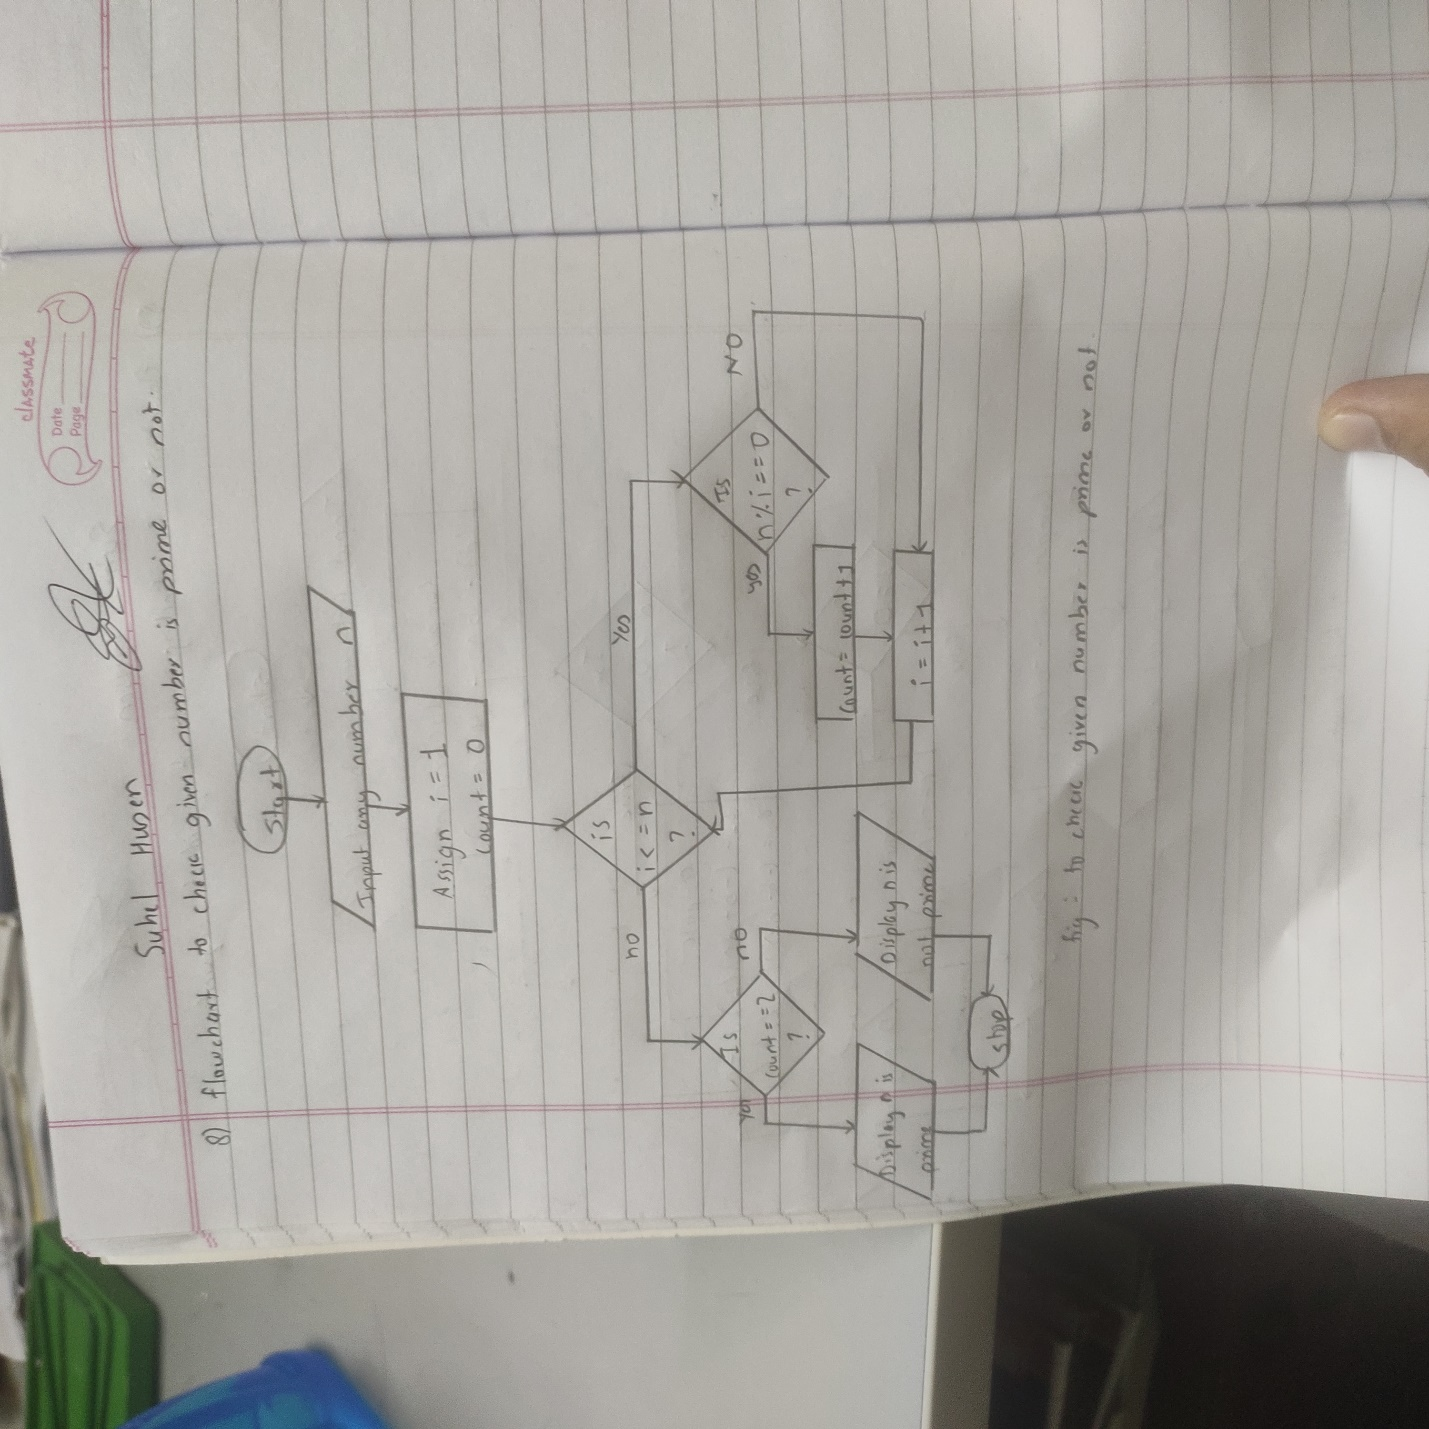 classmate
Date
Page
Suhel Husen
8) flowchart to check given number is prime or not.
Start
Input any number n
Assign i = 1
count = 0
is
i <= n
?
no
Yes
Is
count == 2
?
Yes
no
Is
n % i == 0
?
yes
NO
count = count + 1
i = i + 1
Display n is
prime
Display n is
not prime
stop
fig : to check given number is prime or not.